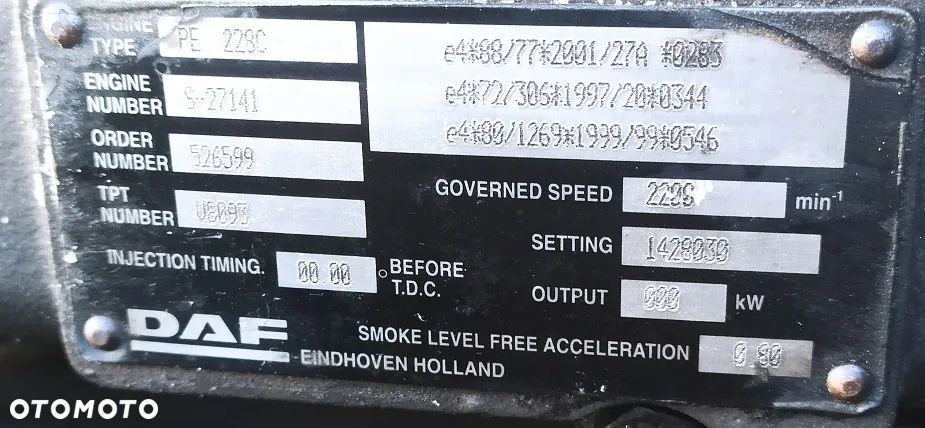 ENGINE TYPE PE 228C
ENGINE NUMBER S-27141
ORDER NUMBER 526599
TPT NUMBER
INJECTION TIMING. 00.00 ° BEFORE T.D.C.
e4*88/77*2001/27A *0283
e4*72/306*1997/20*0344
e4*80/1269*1999/99*0546
GOVERNED SPEED min-1
SETTING 1428030
OUTPUT 000 kW
SMOKE LEVEL FREE ACCELERATION 0.80
DAF
EINDHOVEN HOLLAND
OTOMOTO